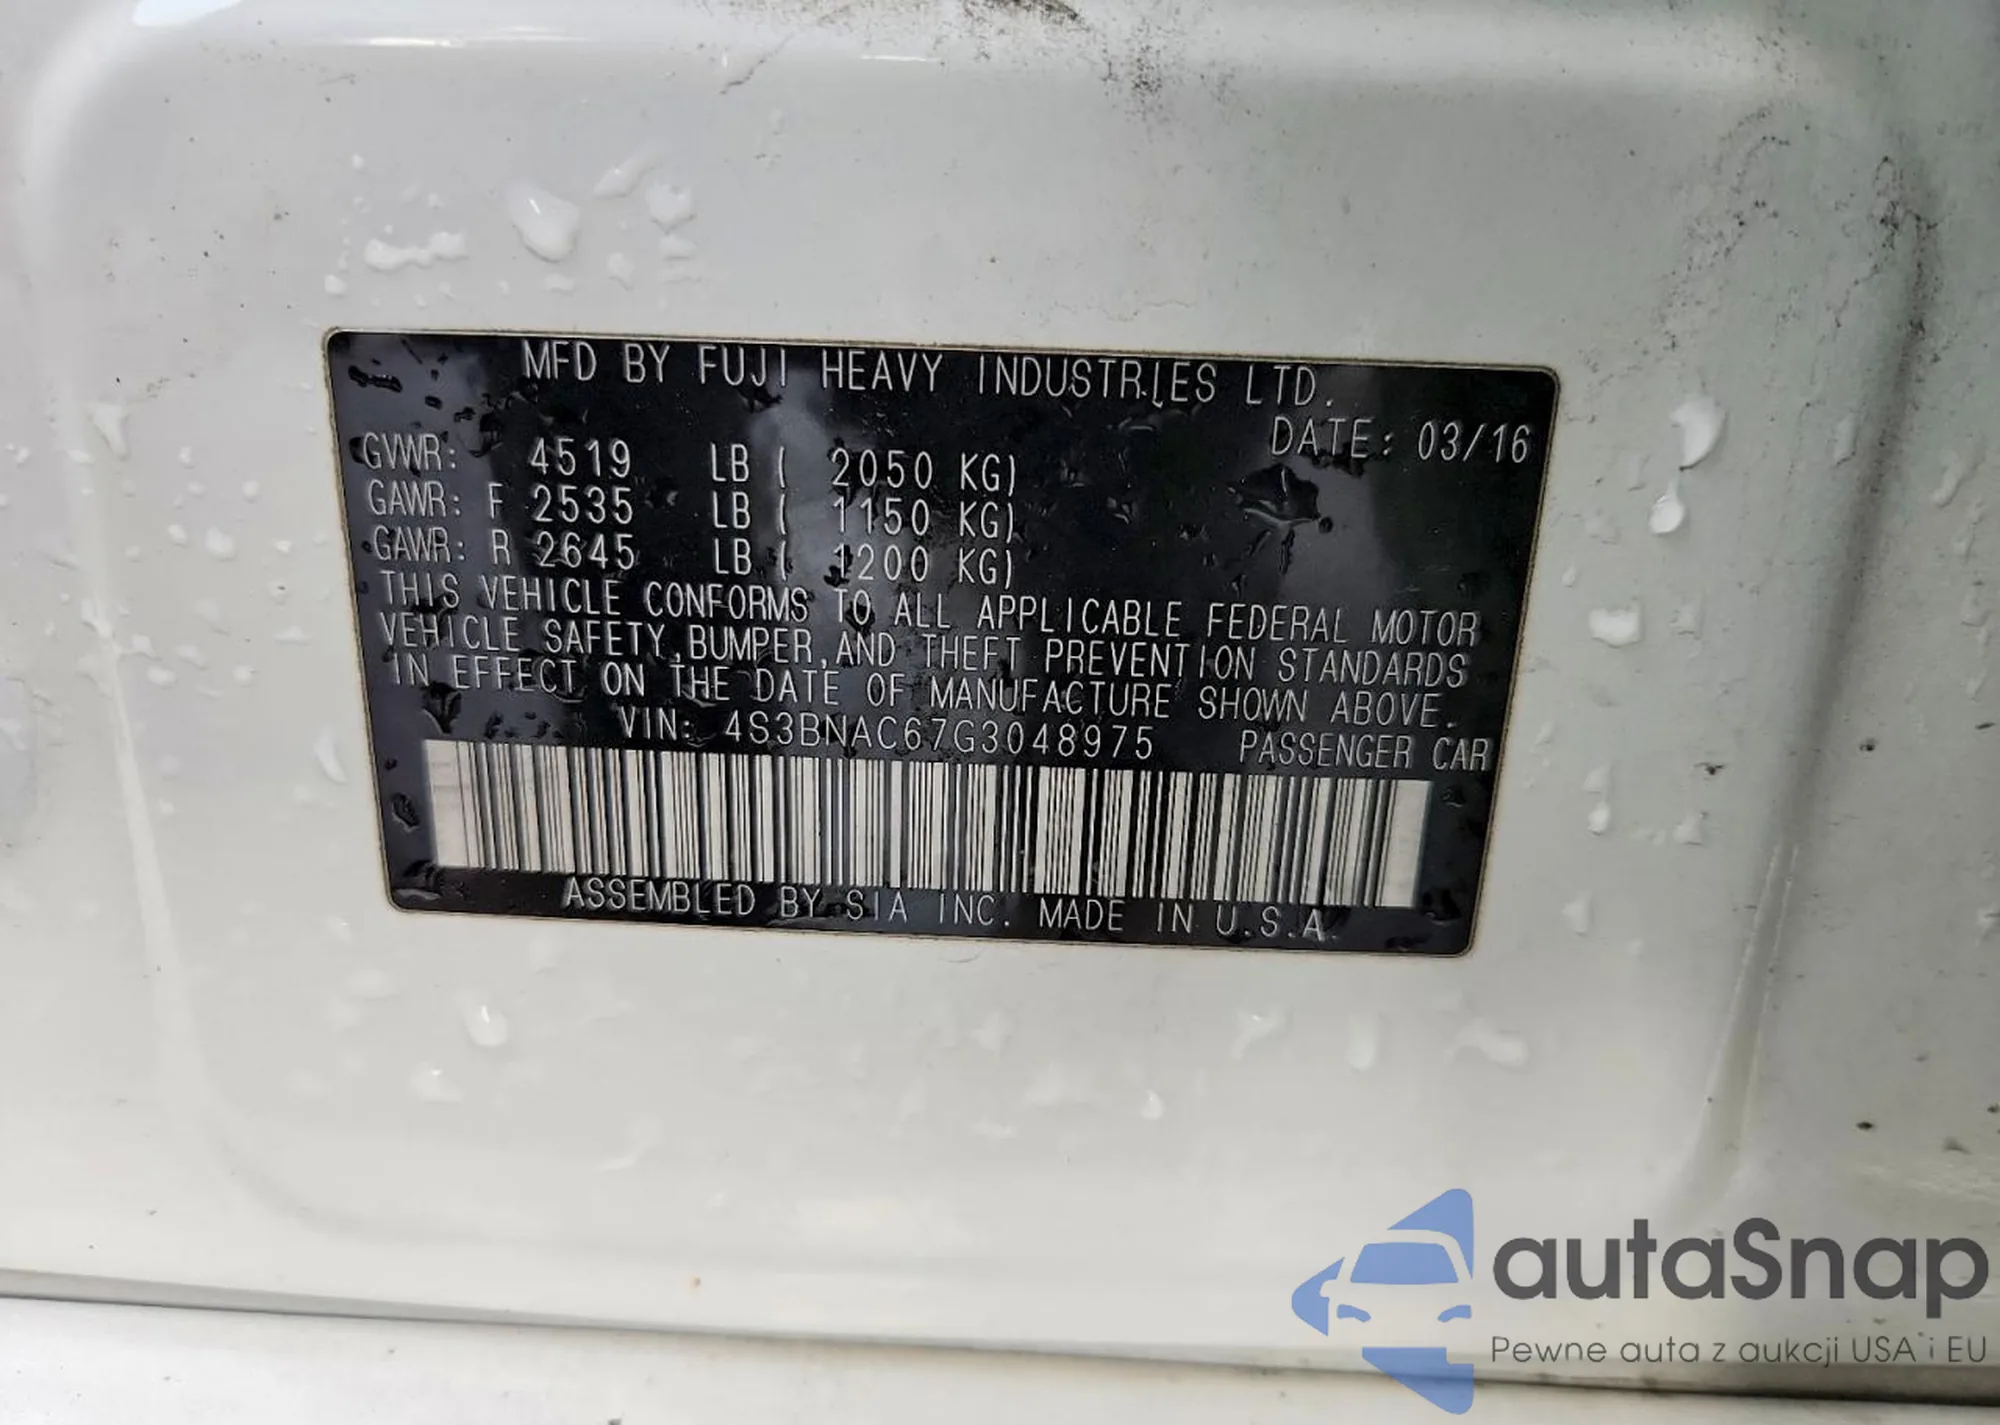 MFD BY FUJI HEAVY INDUSTRIES LTD.
DATE: 03/16
GVWR: 4519 LB ( 2050 KG)
GAWR: F 2535 LB ( 1150 KG)
GAWR: R 2645 LB ( 1200 KG)
THIS VEHICLE CONFORMS TO ALL APPLICABLE FEDERAL MOTOR
VEHICLE SAFETY, BUMPER, AND THEFT PREVENTION STANDARDS
IN EFFECT ON THE DATE OF MANUFACTURE SHOWN ABOVE.
VIN: 4S3BNAC67G3048975 PASSENGER CAR
ASSEMBLED BY SIA INC. MADE IN U.S.A.
autaSnap
Pewne auta z aukcji USA i EU